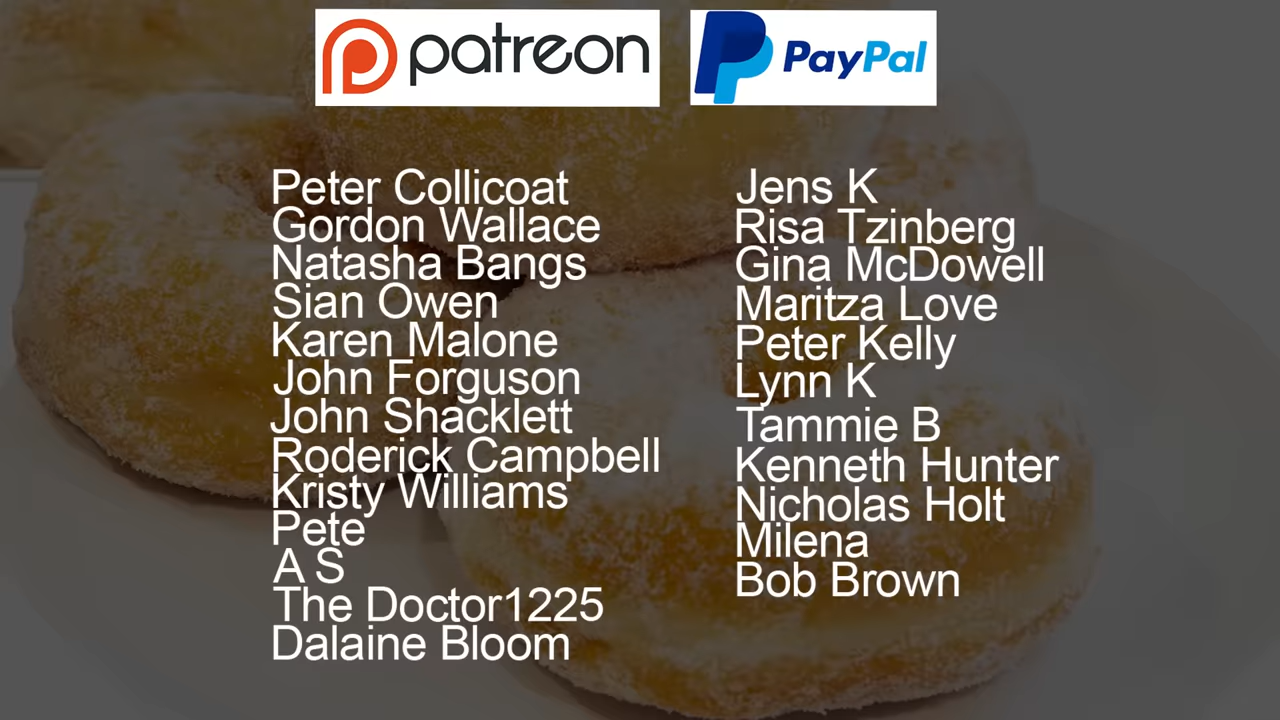 patreon
PayPal
Peter Collicoat
Gordon Wallace
Natasha Bangs
Sian Owen
Karen Malone
John Forguson
John Shacklett
Roderick Campbell
Kristy Williams
Pete
A S
The Doctor1225
Dalaine Bloom
Jens K
Risa Tzinberg
Gina McDowell
Maritza Love
Peter Kelly
Lynn K
Tammie B
Kenneth Hunter
Nicholas Holt
Milena
Bob Brown